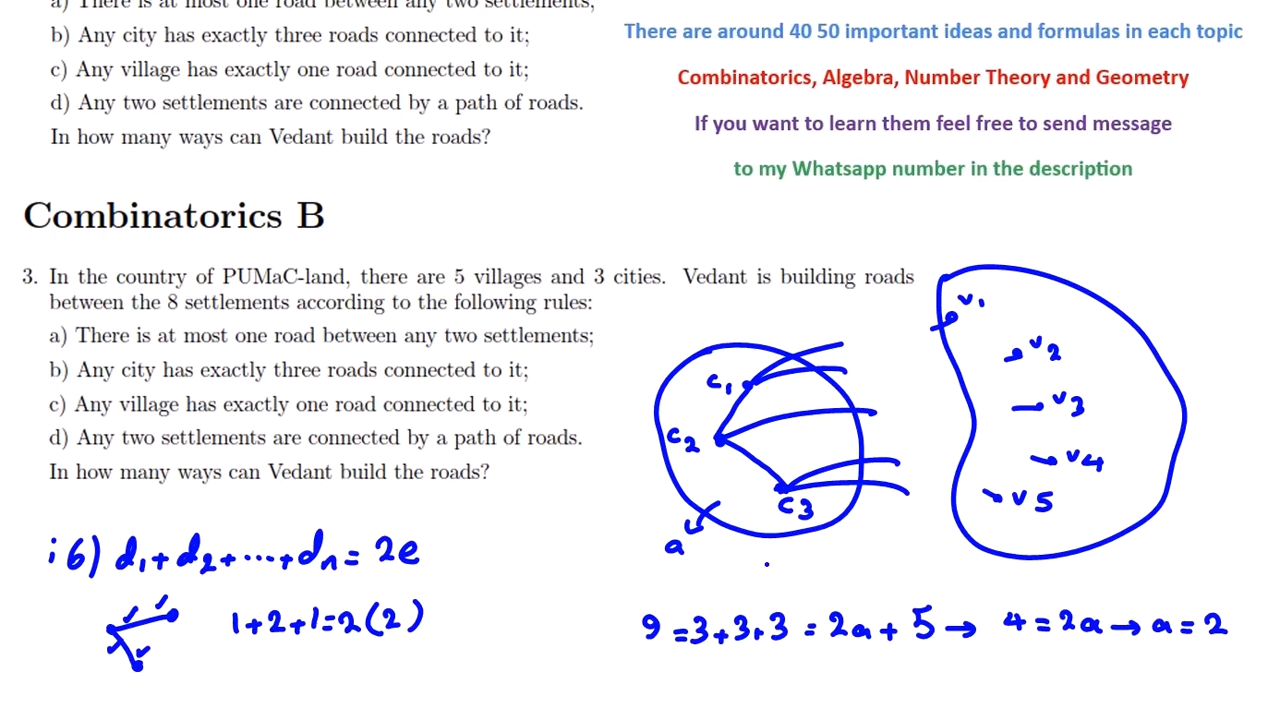 a) There is at most one road between any two settlements;
b) Any city has exactly three roads connected to it;
c) Any village has exactly one road connected to it;
d) Any two settlements are connected by a path of roads.
In how many ways can Vedant build the roads?
There are around 40 50 important ideas and formulas in each topic
Combinatorics, Algebra, Number Theory and Geometry
If you want to learn them feel free to send message
to my Whatsapp number in the description
Combinatorics B
3. In the country of PUMaC-land, there are 5 villages and 3 cities. Vedant is building roads
between the 8 settlements according to the following rules:
a) There is at most one road between any two settlements;
b) Any city has exactly three roads connected to it;
c) Any village has exactly one road connected to it;
d) Any two settlements are connected by a path of roads.
In how many ways can Vedant build the roads?
c1
c2
c3
a
v1
v2
v3
v4
v5
i6) d1+d2+...+dn=2e
1+2+1=2(2)
9=3+3+3=2a+5→ 4=2a→a=2